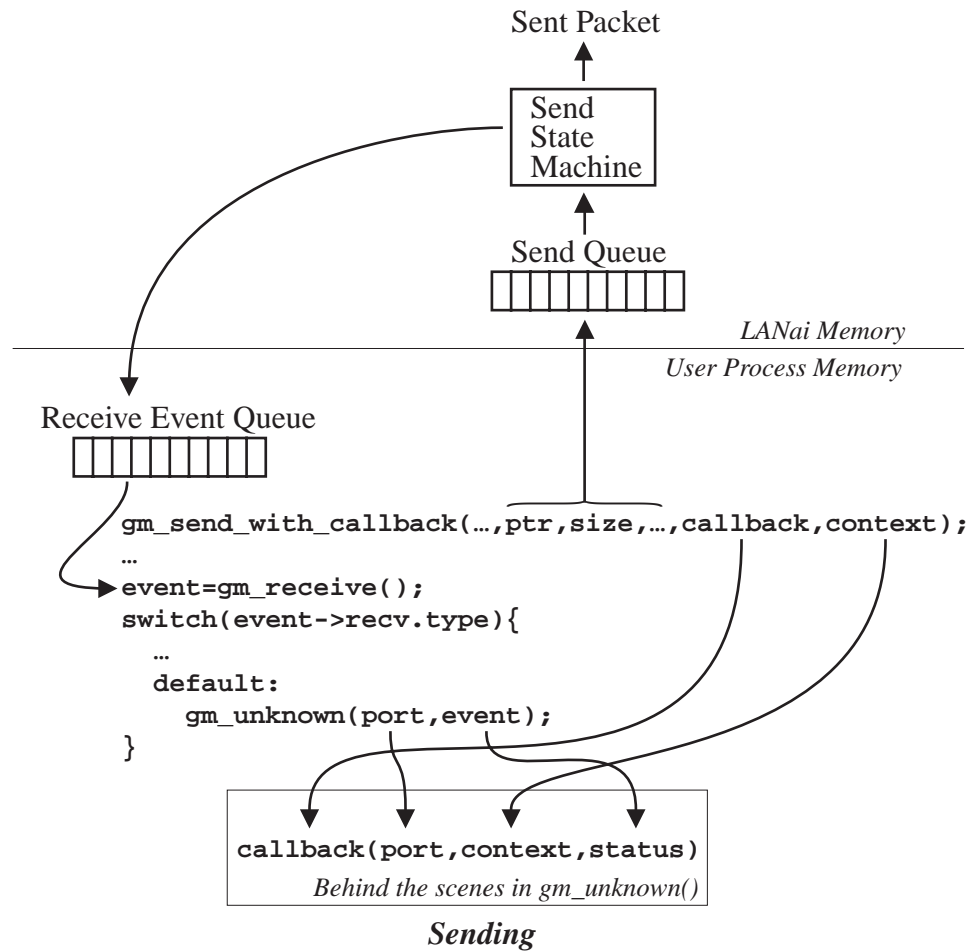 Sent Packet
Send
State
Machine
Send Queue
LANai Memory
User Process Memory
Receive Event Queue
gm_send_with_callback(…,ptr,size,…,callback,context);
…
event=gm_receive();
switch(event->recv.type){
…
default:
gm_unknown(port,event);
}
callback(port,context,status)
Behind the scenes in gm_unknown()
Sending